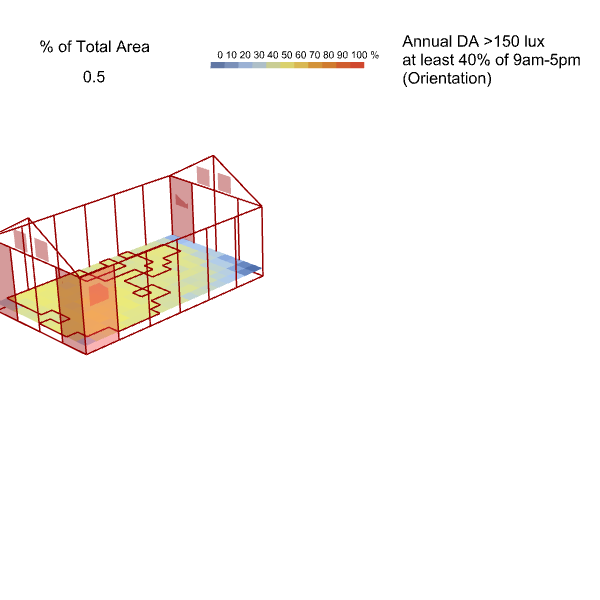 % of Total Area
0.5
0 10 20 30 40 50 60 70 80 90 100 %
Annual DA >150 lux
at least 40% of 9am-5pm
(Orientation)